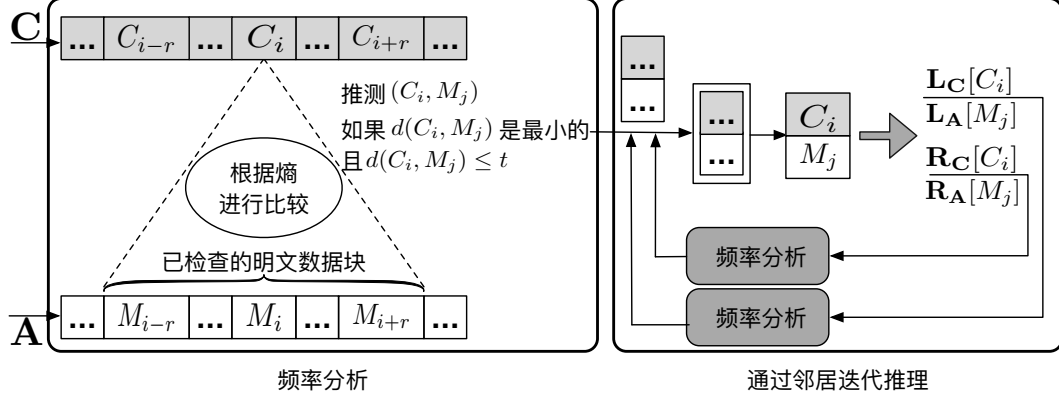 C
... C_{i-r} ... C_i ... C_{i+r} ...
推测 (C_i, M_j)
如果 d(C_i, M_j) 是最小的
且 d(C_i, M_j) ≤ t
根据熵
进行比较
已检查的明文数据块
A
... M_{i-r} ... M_i ... M_{i+r} ...
频率分析
...
...
...
...
C_i
M_j
L_C[C_i]
L_A[M_j]
R_C[C_i]
R_A[M_j]
频率分析
频率分析
通过邻居迭代推理